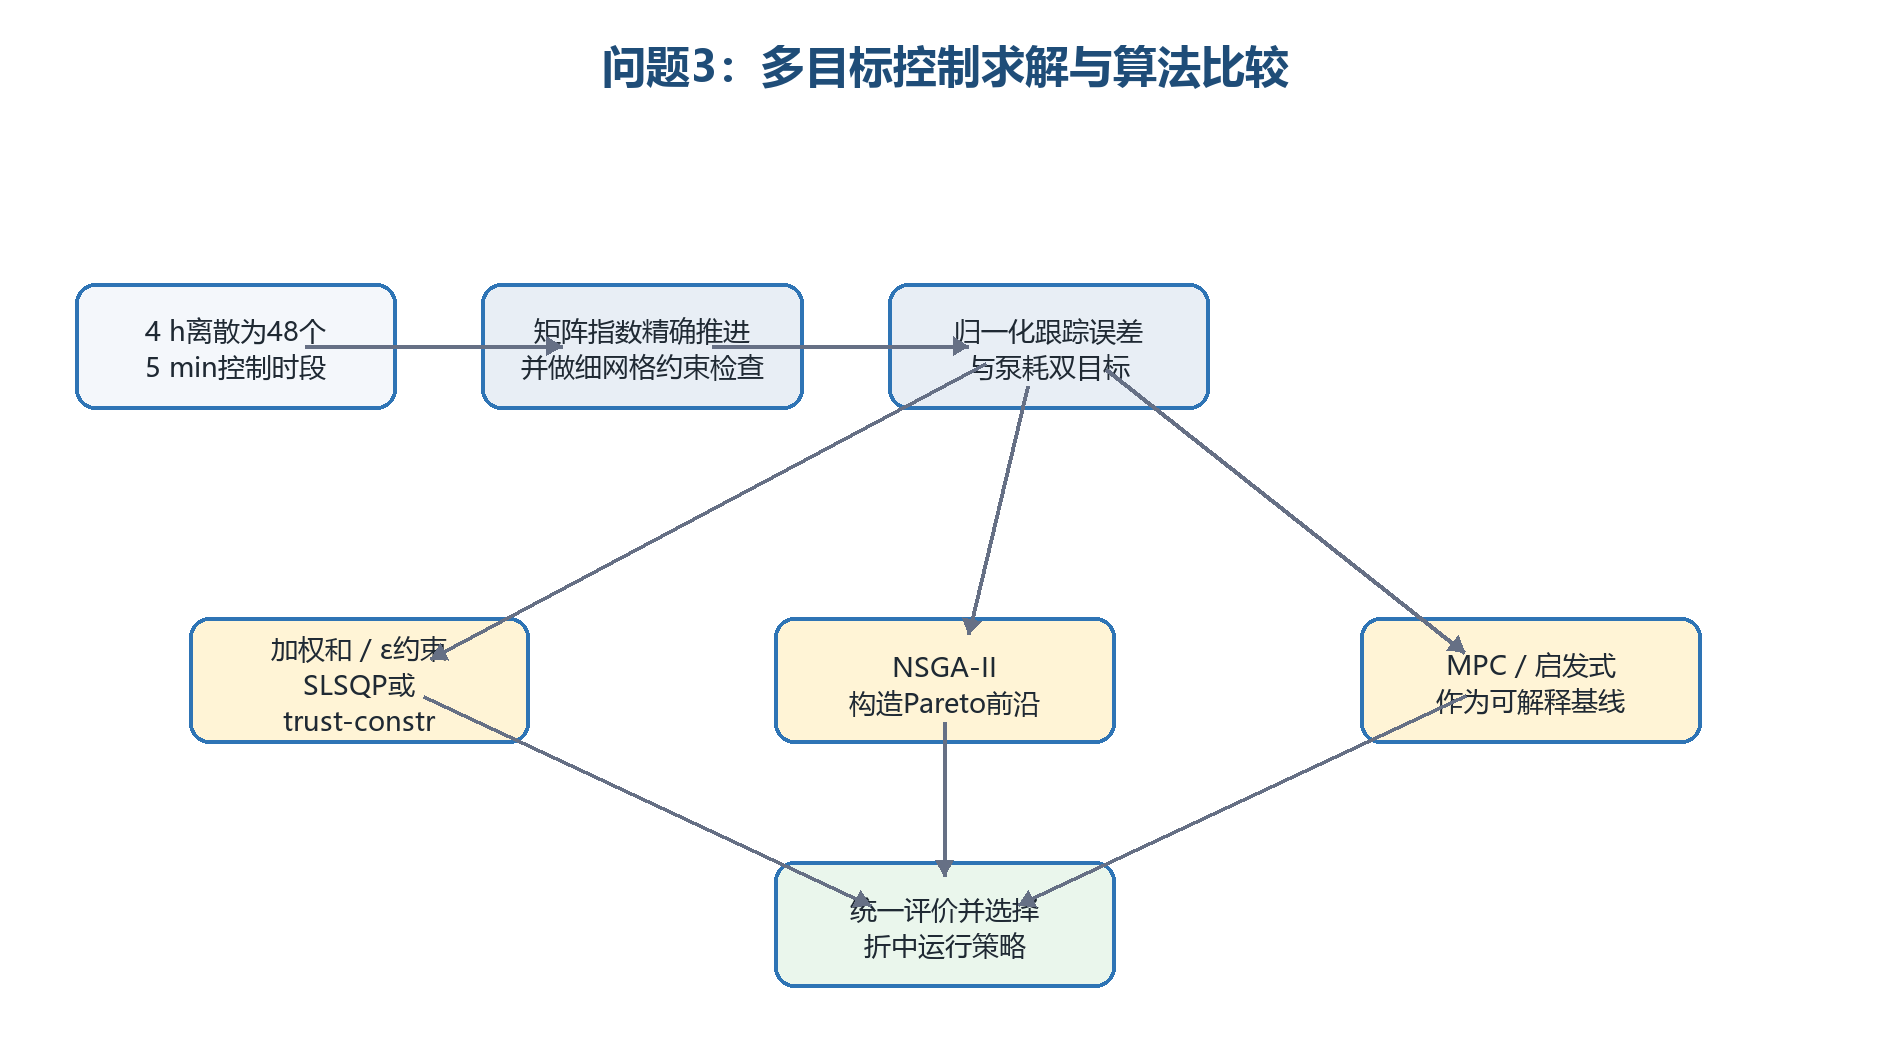 问题3：多目标控制求解与算法比较
4 h离散为48个
5 min控制时段
矩阵指数精确推进
并做细网格约束检查
归一化跟踪误差
与泵耗双目标
加权和 / ε约束
SLSQP或
trust-constr
NSGA-II
构造Pareto前沿
MPC / 启发式
作为可解释基线
统一评价并选择
折中运行策略